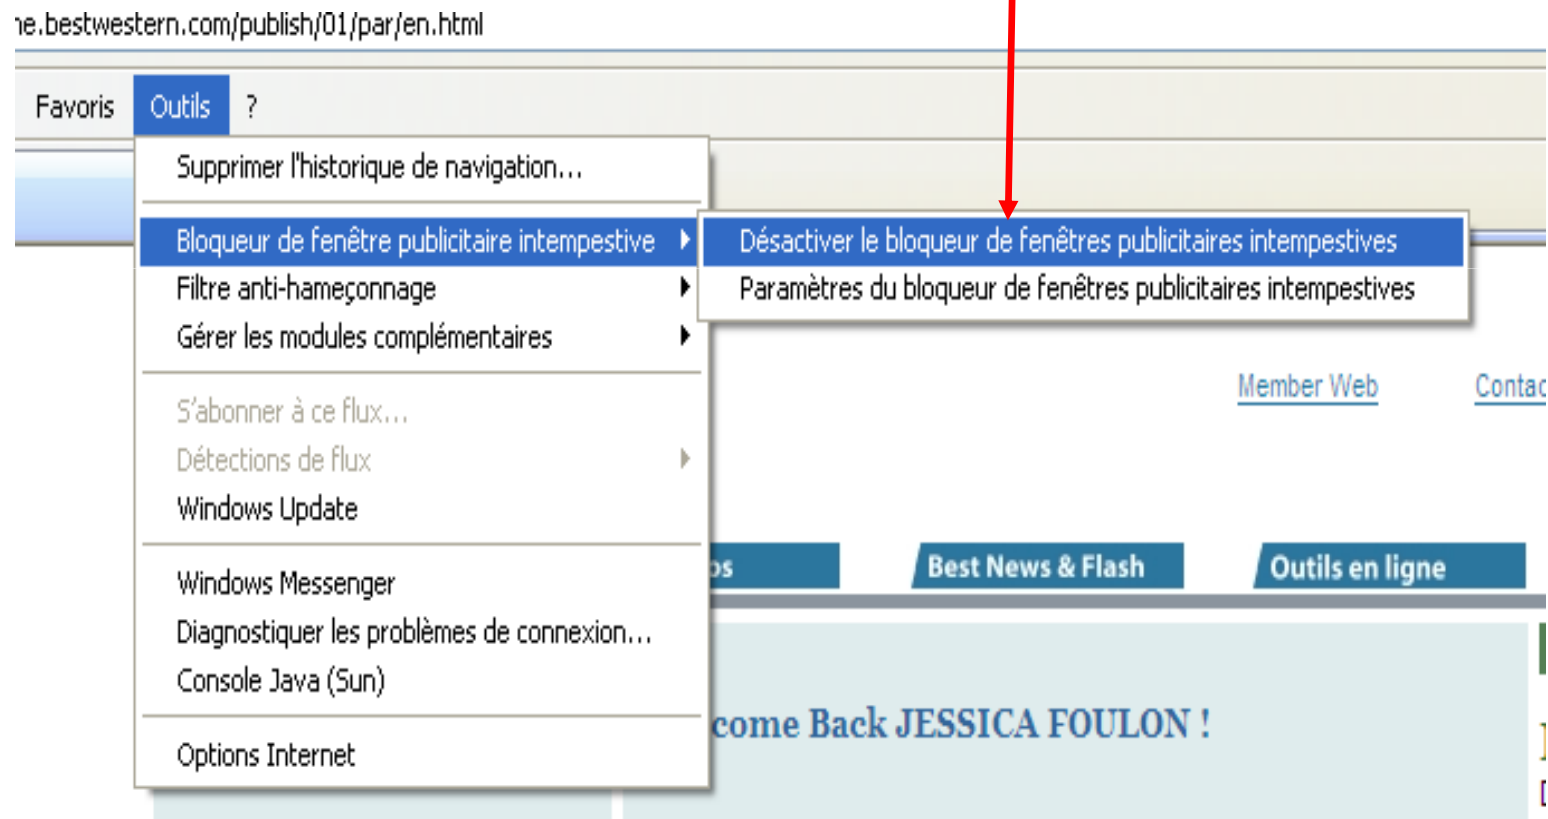 ne.bestwestern.com/publish/01/par/en.html
Favoris Outils ?
Supprimer l'historique de navigation...
Bloqueur de fenêtre publicitaire intempestive
Désactiver le bloqueur de fenêtres publicitaires intempestives
Filtre anti-hameçonnage
Paramètres du bloqueur de fenêtres publicitaires intempestives
Gérer les modules complémentaires
Member Web Contac
S'abonner à ce flux...
Détections de flux
Windows Update
os Best News & Flash Outils en ligne
Windows Messenger
Diagnostiquer les problèmes de connexion...
Console Java (Sun)
come Back JESSICA FOULON !
Options Internet